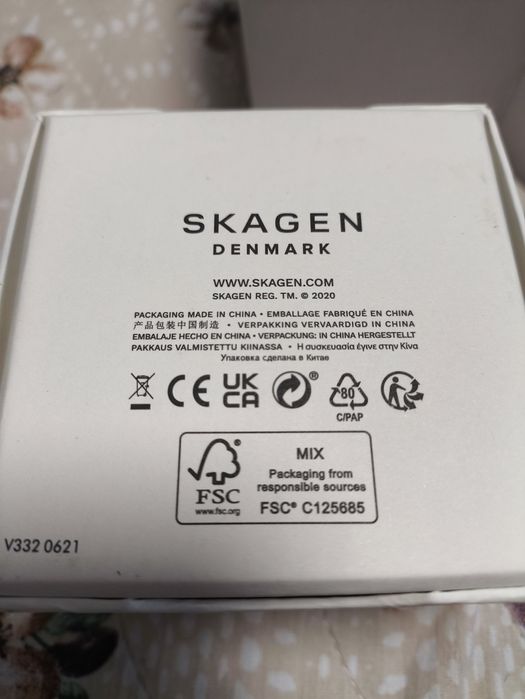 SKAGEN
DENMARK
WWW.SKAGEN.COM
SKAGEN REG. TM. © 2020
PACKAGING MADE IN CHINA • EMBALLAGE FABRIQUÉ EN CHINA
产品包装中国制造 • VERPAKKING VERVAARDIGD IN CHINA
EMBALAJE HECHO EN CHINA • VERPACKUNG: IN CHINA HERGESTELLT
PAKKAUS VALMISTETTU KIINASSA • Η συσκευασία έγινε στην Κίνα
Упаковка сделана в Китае
CE UK CA ® 80
C/PAP
FSC
www.fsc.org
MIX
Packaging from
responsible sources
FSC® C125685
V332 0621